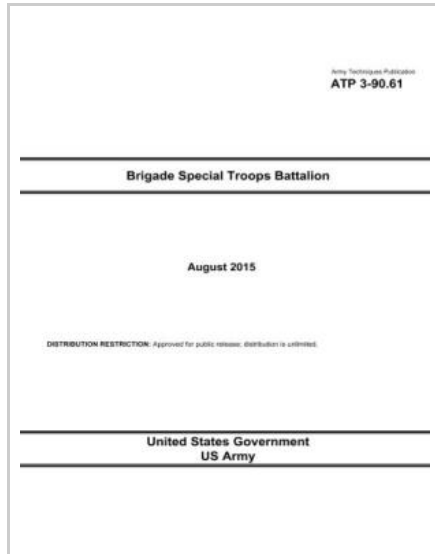 Army Techniques Publication
ATP 3-90.61
Brigade Special Troops Battalion
August 2015
DISTRIBUTION RESTRICTION: Approved for public release; distribution is unlimited.
United States Government
US Army